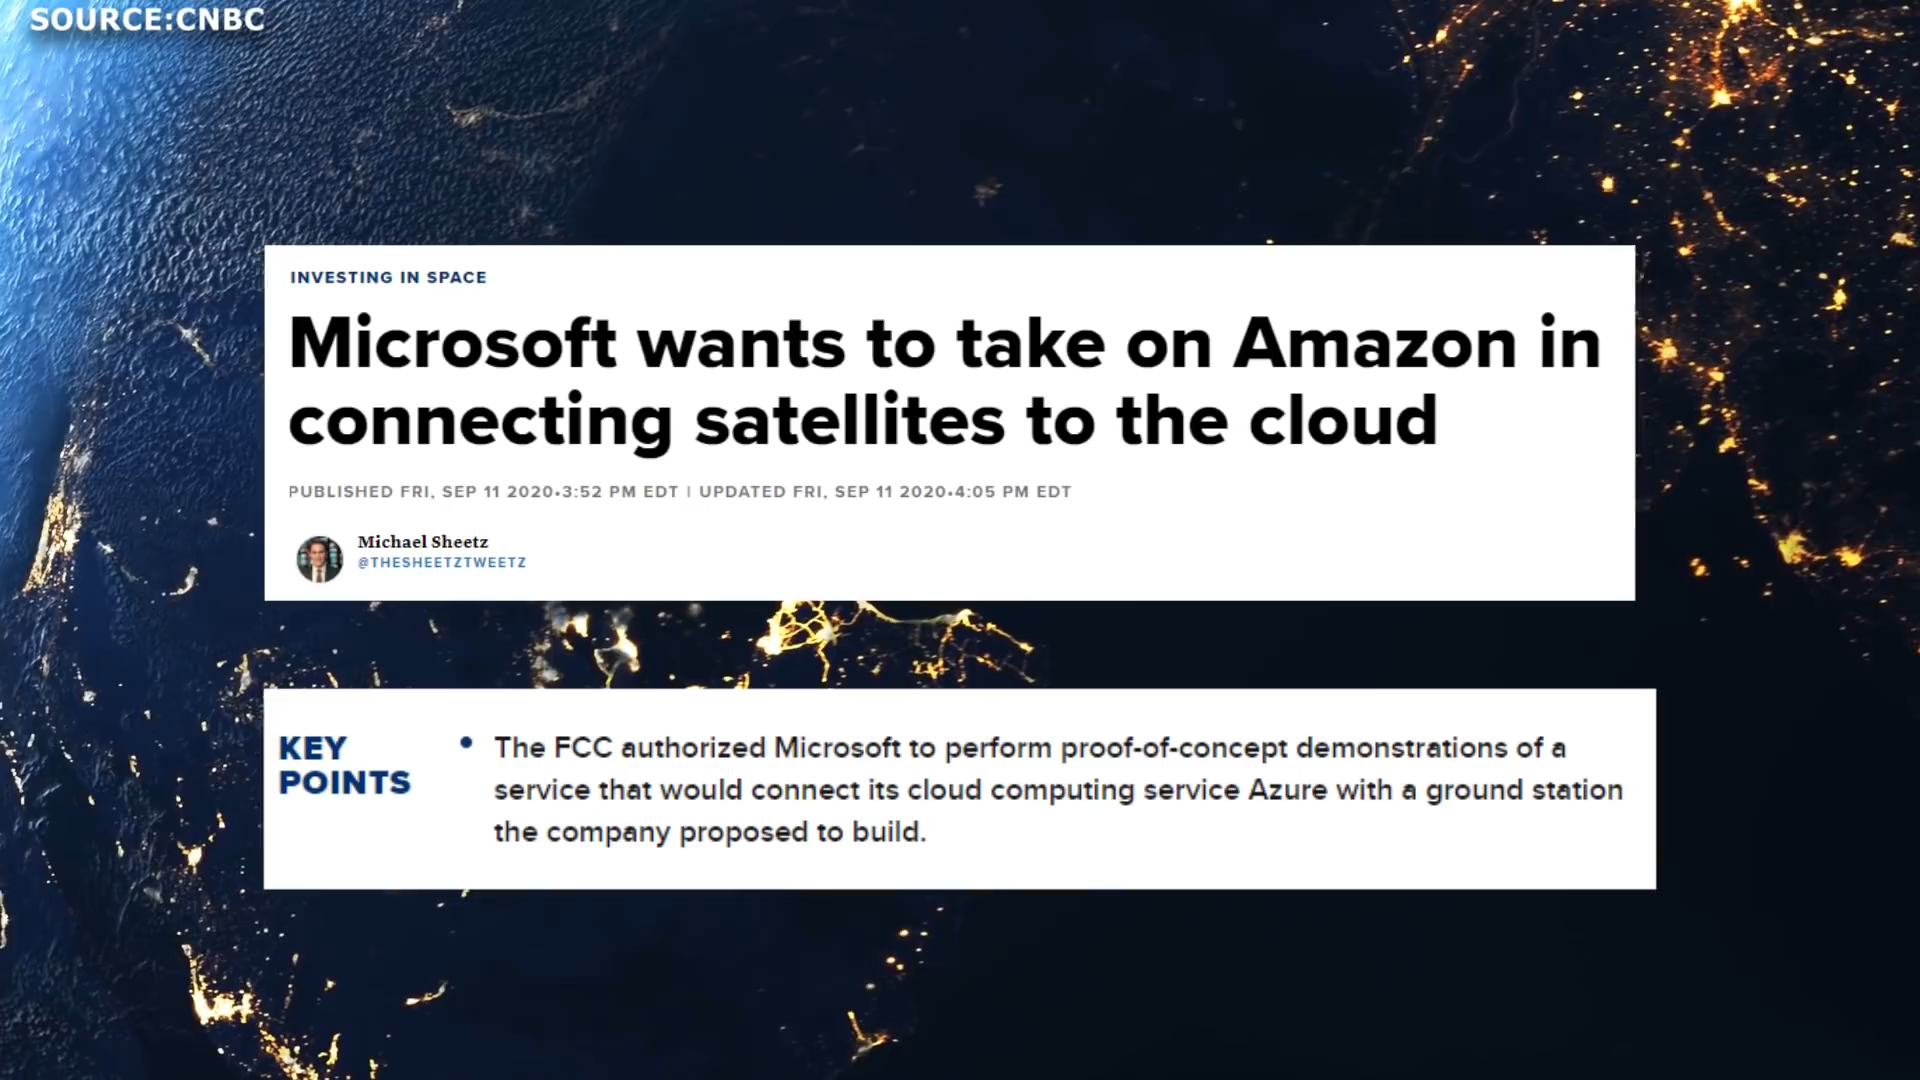 SOURCE:CNBC
INVESTING IN SPACE
Microsoft wants to take on Amazon in
connecting satellites to the cloud
PUBLISHED FRI, SEP 11 2020•3:52 PM EDT | UPDATED FRI, SEP 11 2020•4:05 PM EDT
Michael Sheetz
@THESHEETZTWEETZ
KEY
POINTS
• The FCC authorized Microsoft to perform proof-of-concept demonstrations of a
service that would connect its cloud computing service Azure with a ground station
the company proposed to build.